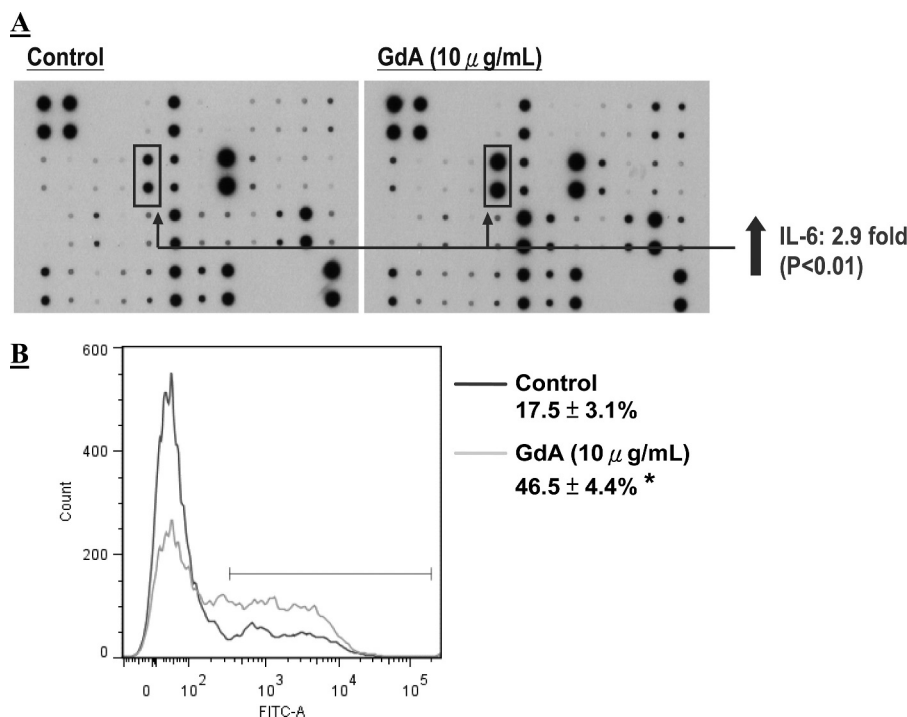 A
Control
GdA (10 μg/mL)
IL-6: 2.9 fold
(P<0.01)
B
600
400
200
0
Count
0
10²
10³
10⁴
10⁵
FITC-A
Control
17.5 ± 3.1%
GdA (10 μg/mL)
46.5 ± 4.4% *